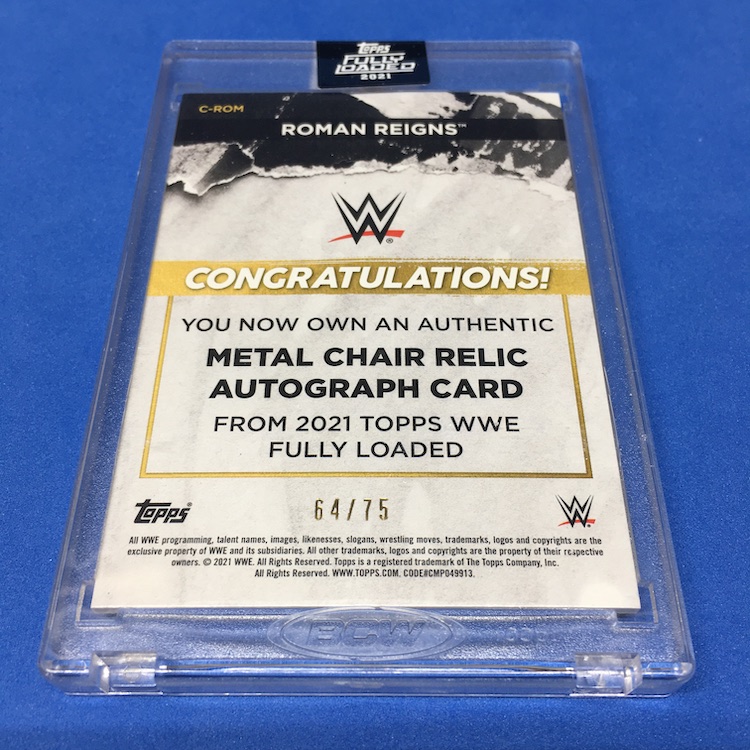 Topps
FULLY
LOADED
2021
C-ROM
ROMAN REIGNS™
W
®
CONGRATULATIONS!
YOU NOW OWN AN AUTHENTIC
METAL CHAIR RELIC
AUTOGRAPH CARD
FROM 2021 TOPPS WWE
FULLY LOADED
Topps
64/75
W
All WWE programming, talent names, images, likenesses, slogans, wrestling moves, trademarks, logos and copyrights are the
exclusive property of WWE and its subsidiaries. All other trademarks, logos and copyrights are the property of their respective
owners. © 2021 WWE. All Rights Reserved. Topps is a registered trademark of The Topps Company, Inc.
All Rights Reserved. WWW.TOPPS.COM. CODE#CMP049913.
BCW